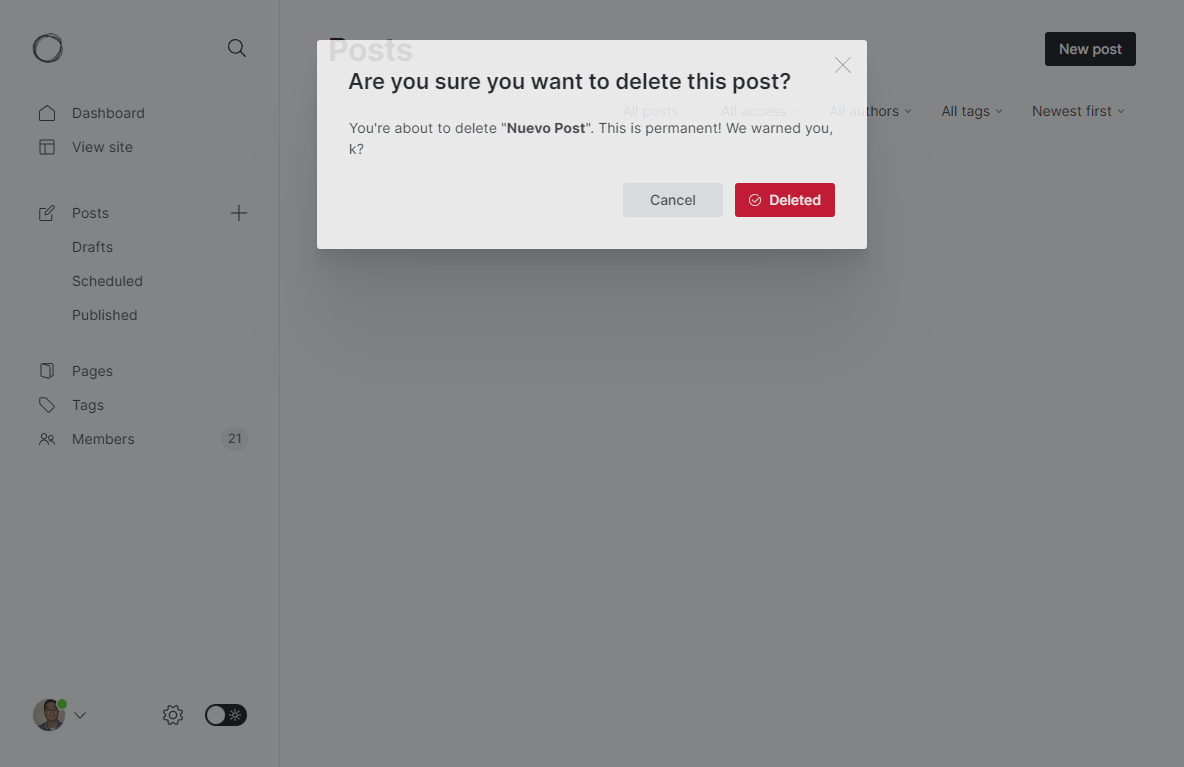 Dashboard
View site
Posts
Drafts
Scheduled
Published
Pages
Tags
Members 21
Posts
New post
All posts All access All authors All tags Newest first
Are you sure you want to delete this post?
You're about to delete "Nuevo Post". This is permanent! We warned you,
k?
Cancel Deleted